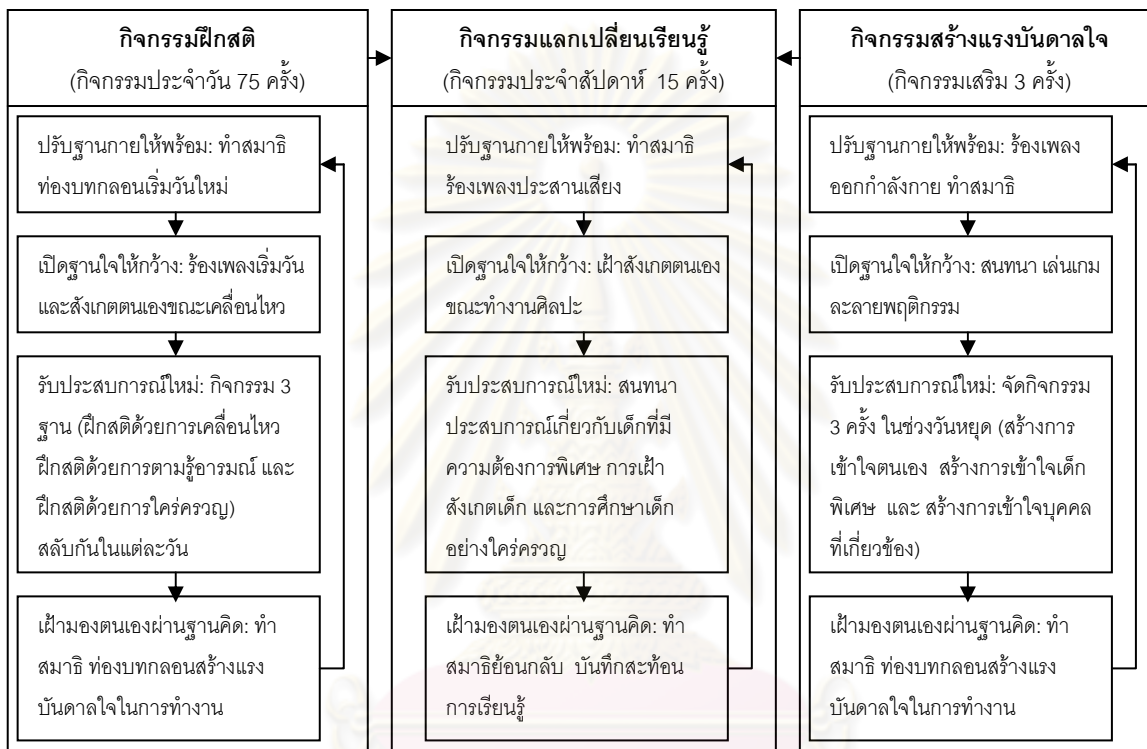 กิจกรรมฝึกสติ
(กิจกรรมประจำวัน 75 ครั้ง)
ปรับฐานกายให้พร้อม: ทำสมาธิ
ท่องบทกลอนเริ่มวันใหม่
เปิดฐานใจให้กว้าง: ร้องเพลงเริ่มวัน
และสังเกตตนเองขณะเคลื่อนไหว
รับประสบการณ์ใหม่: กิจกรรม 3
ฐาน (ฝึกสติด้วยการเคลื่อนไหว
ฝึกสติด้วยการตามรู้อารมณ์ และ
ฝึกสติด้วยการใคร่ครวญ)
สลับกันในแต่ละวัน
เฝ้ามองตนเองผ่านฐานคิด: ทำ
สมาธิ ท่องบทกลอนสร้างแรง
บันดาลใจในการทำงาน
กิจกรรมแลกเปลี่ยนเรียนรู้
(กิจกรรมประจำสัปดาห์ 15 ครั้ง)
ปรับฐานกายให้พร้อม: ทำสมาธิ
ร้องเพลงประสานเสียง
เปิดฐานใจให้กว้าง: เฝ้าสังเกตตนเอง
ขณะทำงานศิลปะ
รับประสบการณ์ใหม่: สนทนา
ประสบการณ์เกี่ยวกับเด็กที่มี
ความต้องการพิเศษ การเฝ้า
สังเกตเด็ก และการศึกษาเด็ก
อย่างใคร่ครวญ
เฝ้ามองตนเองผ่านฐานคิด: ทำ
สมาธิย้อนกลับ บันทึกสะท้อน
การเรียนรู้
กิจกรรมสร้างแรงบันดาลใจ
(กิจกรรมเสริม 3 ครั้ง)
ปรับฐานกายให้พร้อม: ร้องเพลง
ออกกำลังกาย ทำสมาธิ
เปิดฐานใจให้กว้าง: สนทนา เล่นเกม
ละลายพฤติกรรม
รับประสบการณ์ใหม่: จัดกิจกรรม
3 ครั้ง ในช่วงวันหยุด (สร้างการ
เข้าใจตนเอง สร้างการเข้าใจเด็ก
พิเศษ และ สร้างการเข้าใจบุคคล
ที่เกี่ยวข้อง)
เฝ้ามองตนเองผ่านฐานคิด: ทำ
สมาธิ ท่องบทกลอนสร้างแรง
บันดาลใจในการทำงาน